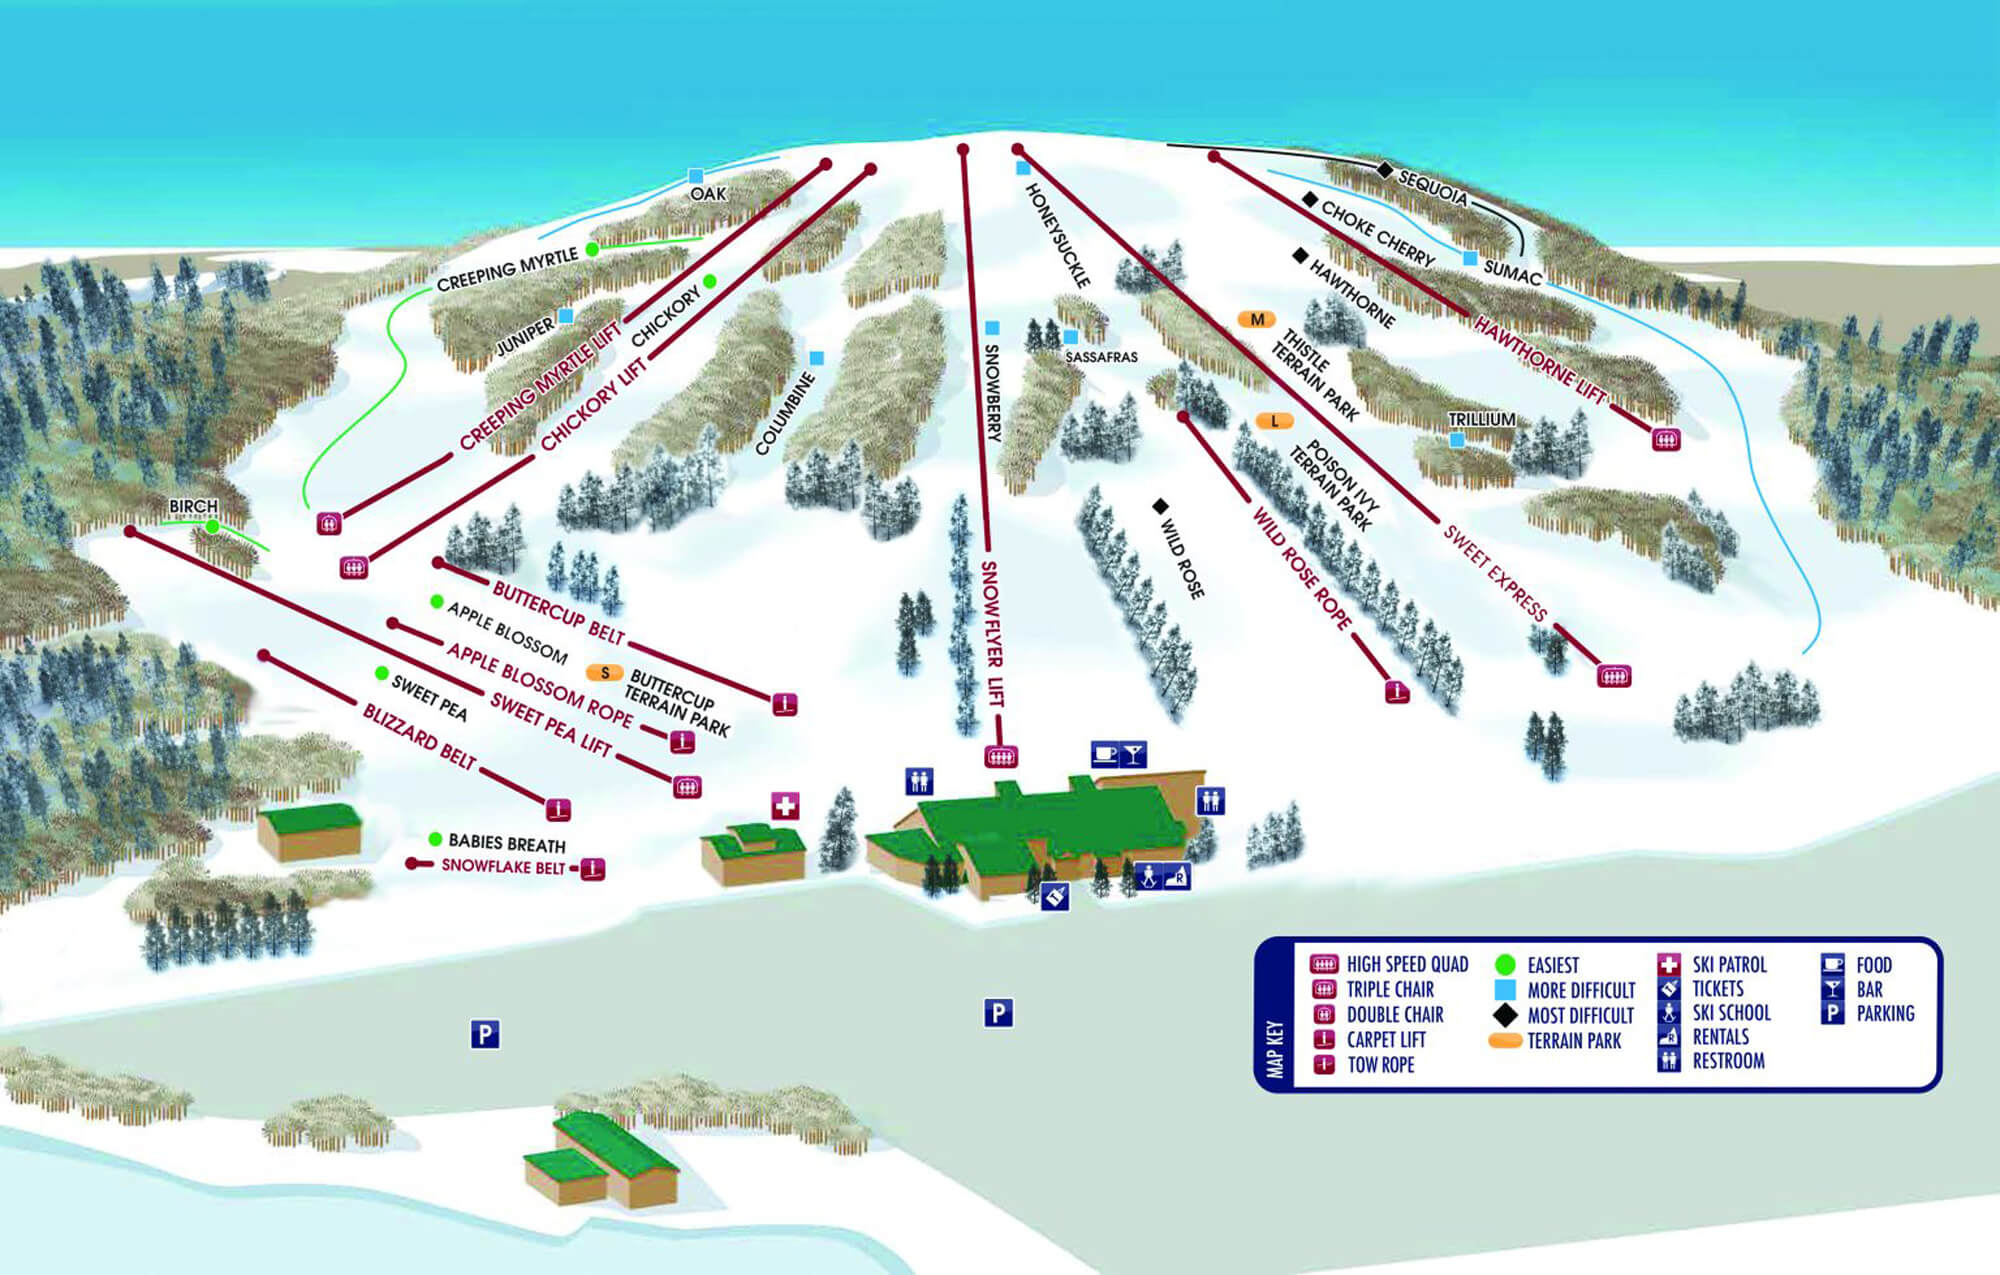 OAK
SEQUOIA
CREEPING MYRTLE
HONEYSUCKLE
CHOKE CHERRY
SUMAC
HAWTHORNE
CHICKORY
JUNIPER
CREEPING MYRTLE LIFT
CHICKORY LIFT
COLUMBINE
SNOWBERRY
SASSAFRAS
M
THISTLE
TERRAIN PARK
HAWTHORNE LIFT
L
POISON IVY
TERRAIN PARK
TRILLIUM
BIRCH
WILD ROSE
WILD ROSE ROPE
SWEET EXPRESS
SNOWFLYER LIFT
BUTTERCUP BELT
APPLE BLOSSOM
S
BUTTERCUP
TERRAIN PARK
APPLE BLOSSOM ROPE
SWEET PEA
SWEET PEA LIFT
BLIZZARD BELT
BABIES BREATH
SNOWFLAKE BELT
R
P
P
MAP KEY
HIGH SPEED QUAD
TRIPLE CHAIR
DOUBLE CHAIR
CARPET LIFT
TOW ROPE
EASIEST
MORE DIFFICULT
MOST DIFFICULT
TERRAIN PARK
SKI PATROL
TICKETS
SKI SCHOOL
R
RENTALS
RESTROOM
FOOD
BAR
P
PARKING